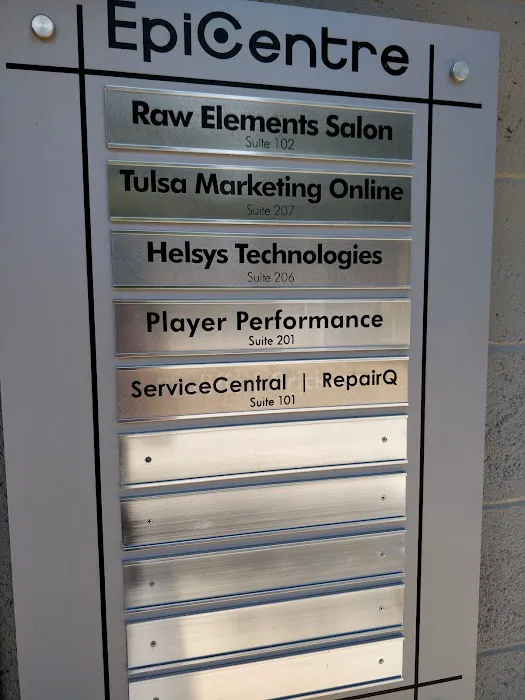 EpiCentre
Raw Elements Salon
Suite 102
Tulsa Marketing Online
Suite 207
Helsys Technologies
Suite 206
Player Performance
Suite 201
ServiceCentral | RepairQ
Suite 101